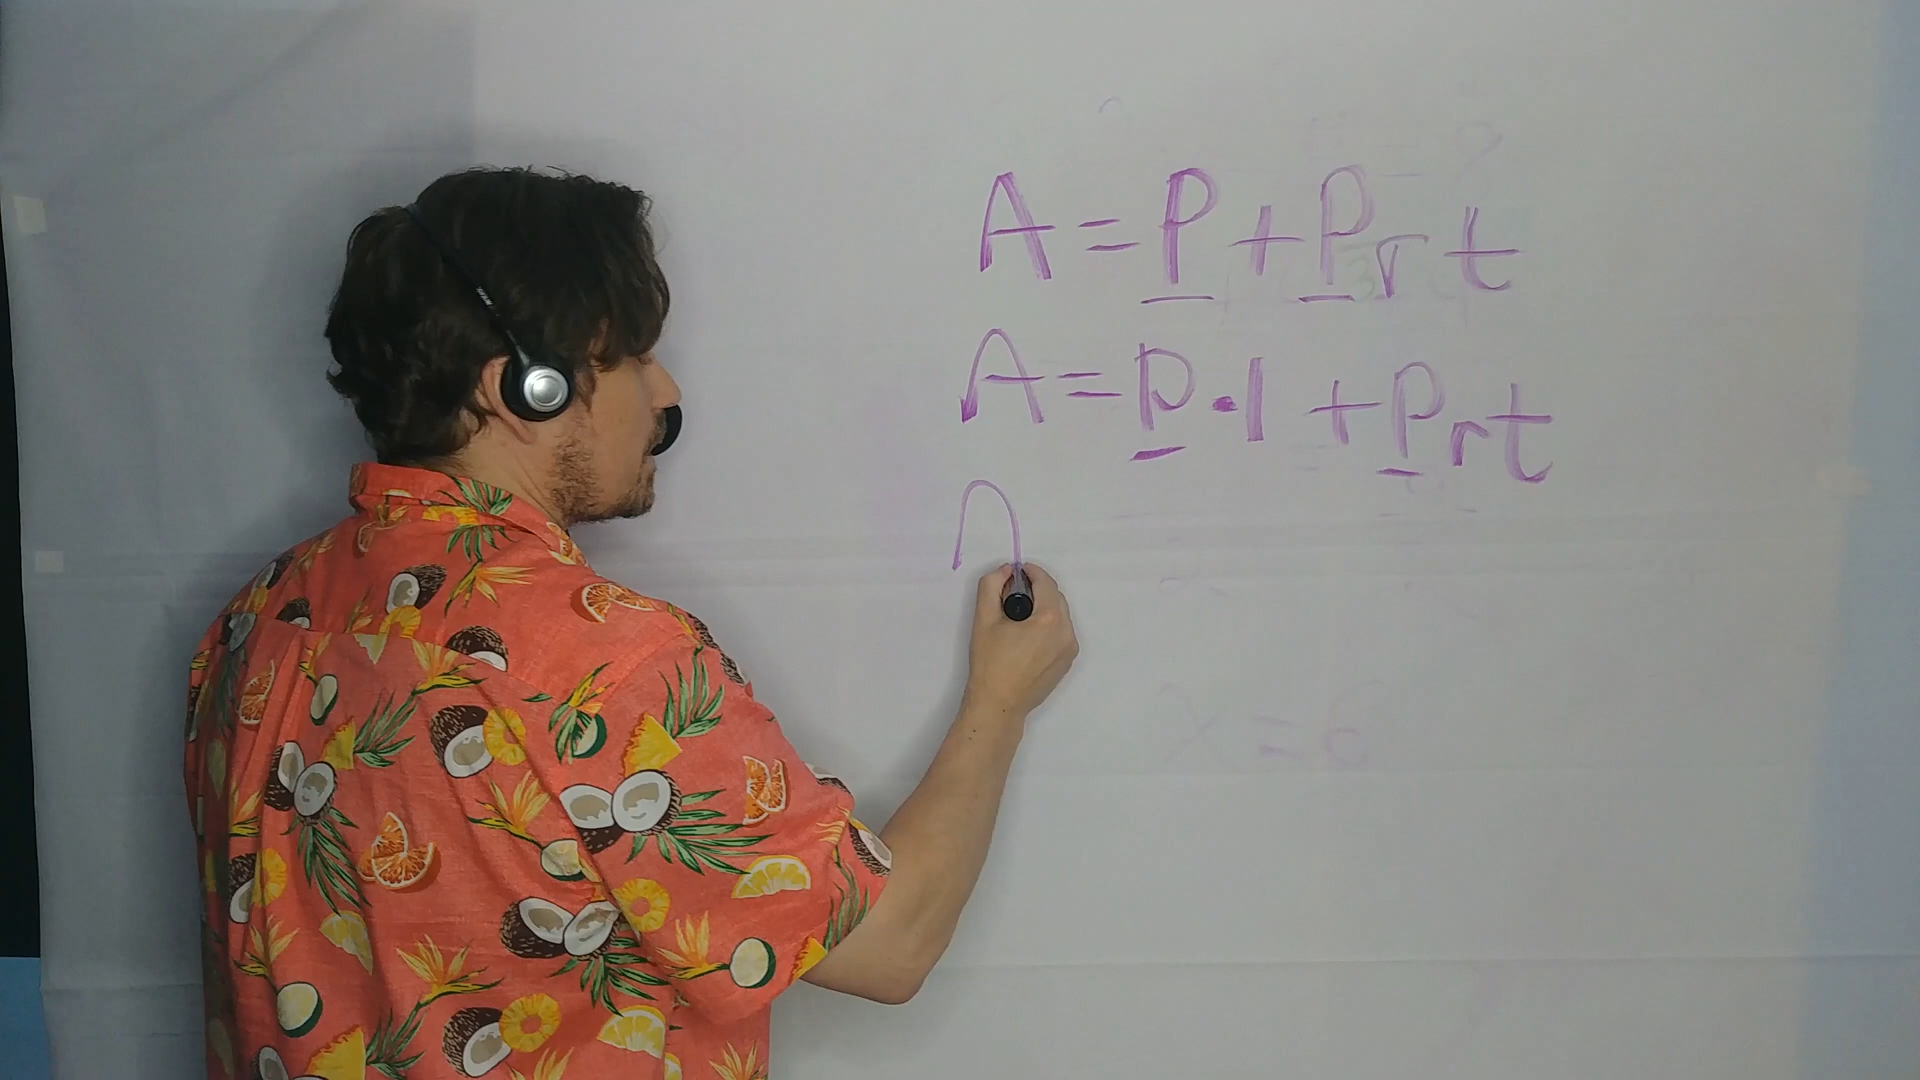 A = P + Prt
A = P · 1 + Prt
x = 6